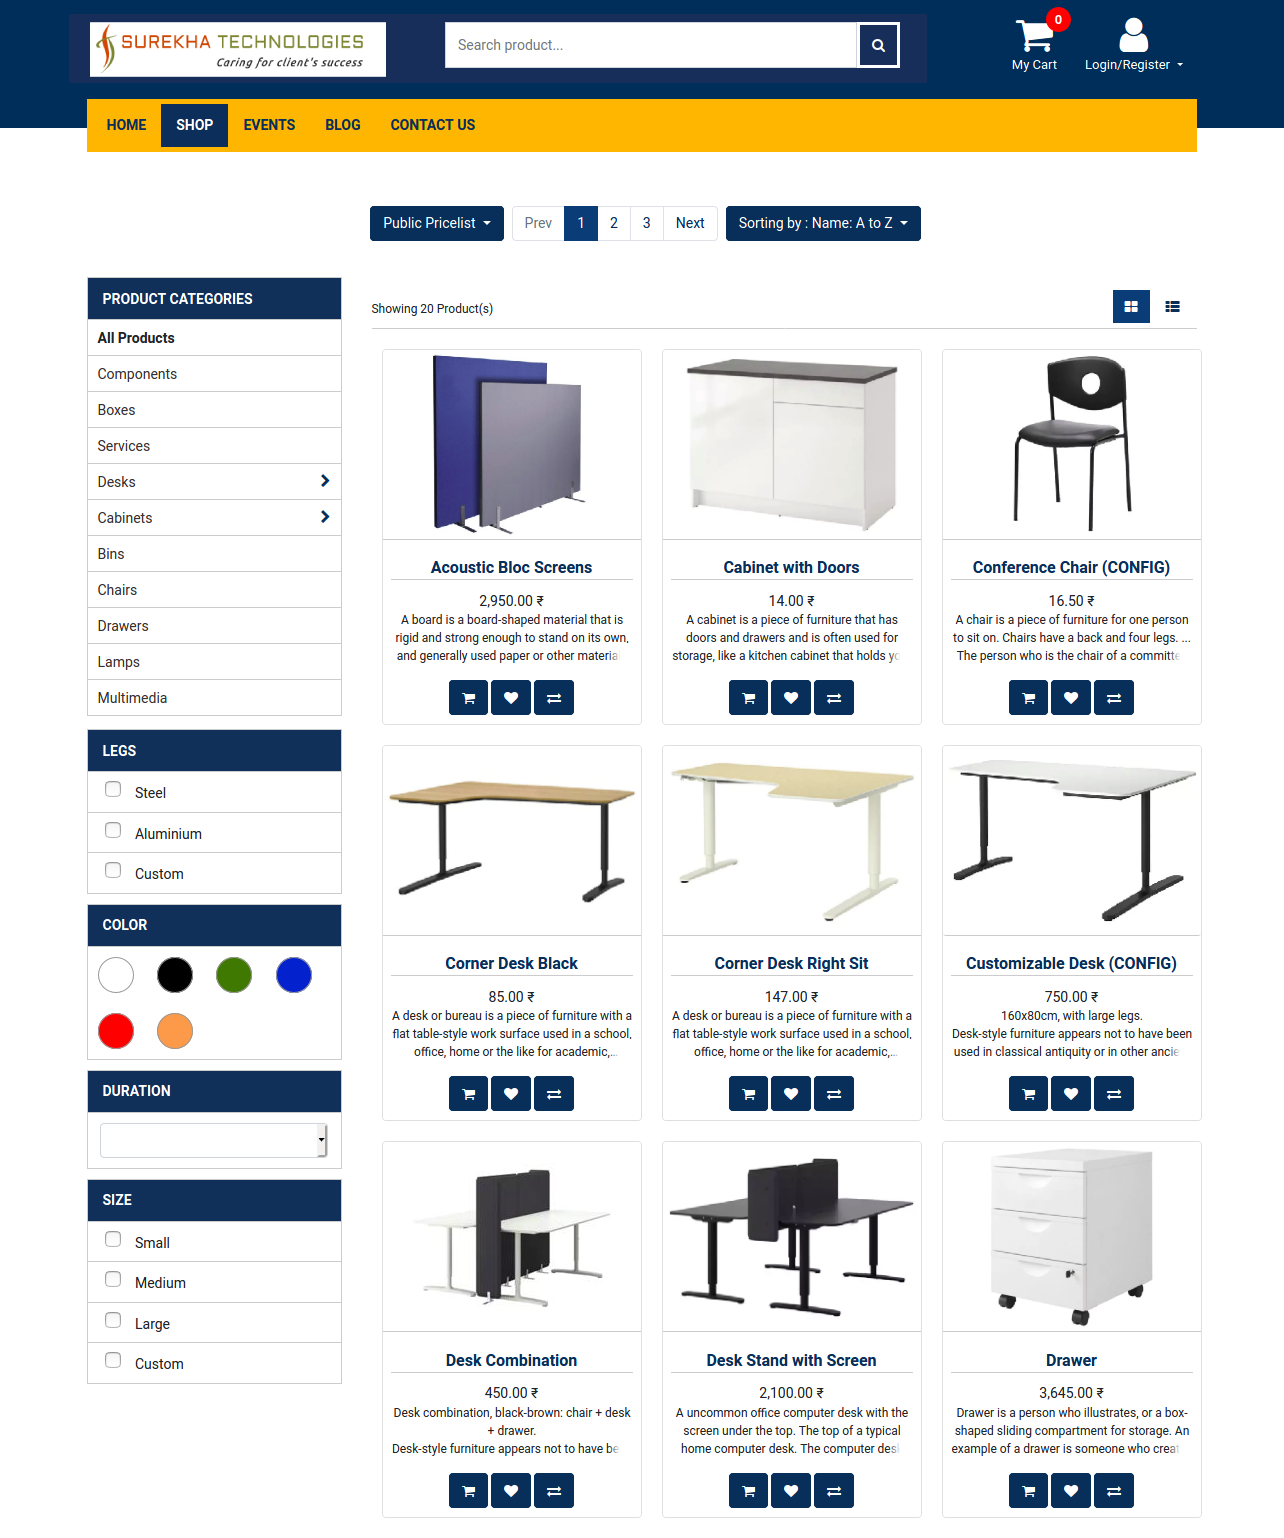 SUREKHA TECHNOLOGIES
Caring for client's success
Search product...
0
My Cart
Login/Register
HOME SHOP EVENTS BLOG CONTACT US
Public Pricelist Prev 1 2 3 Next Sorting by : Name: A to Z
PRODUCT CATEGORIES
All Products
Components
Boxes
Services
Desks
Cabinets
Bins
Chairs
Drawers
Lamps
Multimedia
LEGS
Steel
Aluminium
Custom
COLOR
DURATION
SIZE
Small
Medium
Large
Custom
Showing 20 Product(s)
Acoustic Bloc Screens
2,950.00 ₹
A board is a board-shaped material that is
rigid and strong enough to stand on its own,
and generally used paper or other materia
Cabinet with Doors
14.00 ₹
A cabinet is a piece of furniture that has
doors and drawers and is often used for
storage, like a kitchen cabinet that holds yo
Conference Chair (CONFIG)
16.50 ₹
A chair is a piece of furniture for one person
to sit on. Chairs have a back and four legs. ...
The person who is the chair of a committe
Corner Desk Black
85.00 ₹
A desk or bureau is a piece of furniture with a
flat table-style work surface used in a school,
office, home or the like for academic,...
Corner Desk Right Sit
147.00 ₹
A desk or bureau is a piece of furniture with a
flat table-style work surface used in a school,
office, home or the like for academic,...
Customizable Desk (CONFIG)
750.00 ₹
160x80cm, with large legs.
Desk-style furniture appears not to have been
used in classical antiquity or in other ancie
Desk Combination
450.00 ₹
Desk combination, black-brown: chair + desk
+ drawer.
Desk-style furniture appears not to have be
Desk Stand with Screen
2,100.00 ₹
A uncommon office computer desk with the
screen under the top. The top of a typical
home computer desk. The computer desk
Drawer
3,645.00 ₹
Drawer is a person who illustrates, or a box-
shaped sliding compartment for storage. An
example of a drawer is someone who creat